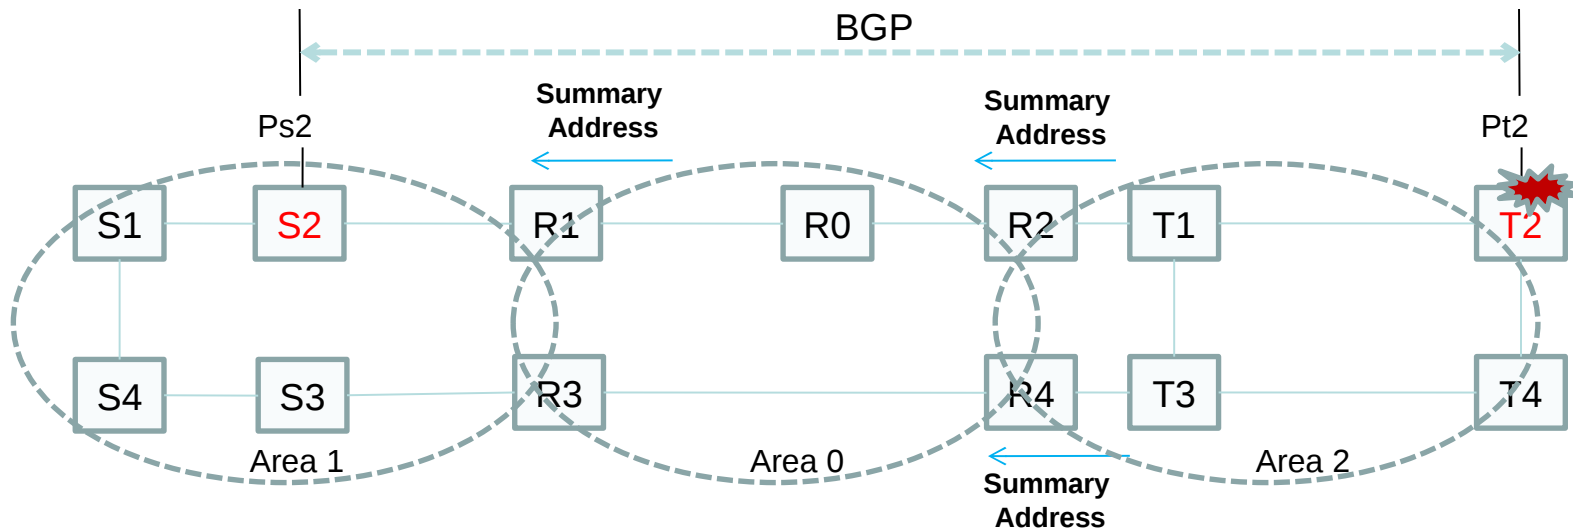 BGP
Summary
Address
Summary
Address
Ps2
Pt2
S1
S2
R1
R0
R2
T1
T2
S4
S3
R3
R4
T3
T4
Area 1
Area 0
Area 2
Summary
Address